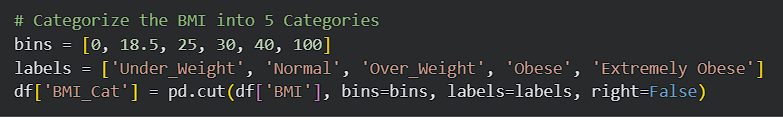 # Categorize the BMI into 5 Categories
bins = [0, 18.5, 25, 30, 40, 100]
labels = ['Under_Weight', 'Normal', 'Over_Weight', 'Obese', 'Extremely Obese']
df['BMI_Cat'] = pd.cut(df['BMI'], bins=bins, labels=labels, right=False)